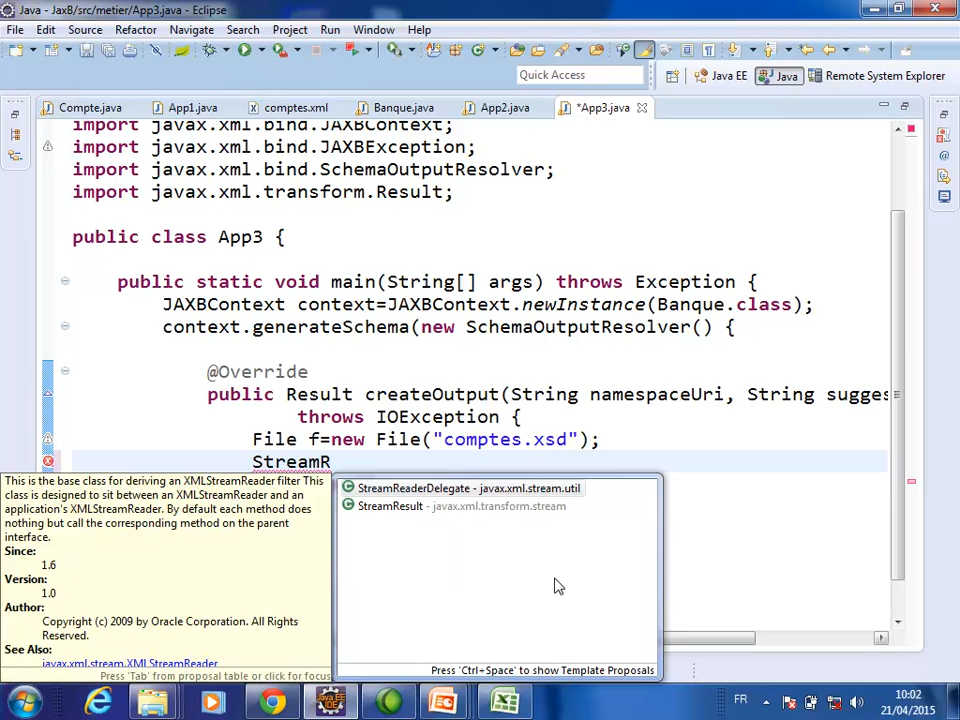 Java - JaxB/src/metier/App3.java - Eclipse
File Edit Source Refactor Navigate Search Project Run Window Help
Quick Access
Java EE Java Remote System Explorer
Compte.java App1.java comptes.xml Banque.java App2.java *App3.java
import javax.xml.bind.JAXBContext;
import javax.xml.bind.JAXBException;
import javax.xml.bind.SchemaOutputResolver;
import javax.xml.transform.Result;
public class App3 {
public static void main(String[] args) throws Exception {
JAXBContext context=JAXBContext.newInstance(Banque.class);
context.generateSchema(new SchemaOutputResolver() {
@Override
public Result createOutput(String namespaceUri, String sugges
throws IOException {
File f=new File("comptes.xsd");
StreamR
This is the base class for deriving an XMLStreamReader filter This
class is designed to sit between an XMLStreamReader and an
application's XMLStreamReader. By default each method does
nothing but call the corresponding method on the parent
interface.
Since:
1.6
Version:
1.0
Author:
Copyright (c) 2009 by Oracle Corporation. All Rights
Reserved.
See Also:
javax.xml.stream.XMLStreamReader
Press 'Tab' from proposal table or click for focus
StreamReaderDelegate - javax.xml.stream.util
StreamResult - javax.xml.transform.stream
Press 'Ctrl+Space' to show Template Proposals
Java EE
IDE
FR
10:02
21/04/2015